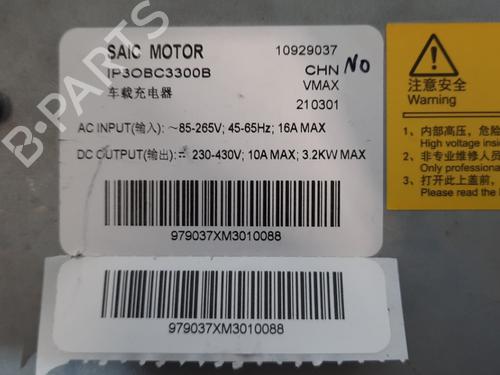 SAIC MOTOR 10929037
IP3OBC3300B CHN NO
车载充电器 VMAX
210301
AC INPUT(输入): ~85-265V; 45-65Hz; 16A MAX
DC OUTPUT(输出): ⎓ 230-430V; 10A MAX; 3.2KW MAX
979037XM3010088
979037XM3010088
注意安全
Warning
1、内部高压，危险
High voltage inside
2、非专业维修人员
Only professional
3、打开此上盖前，
Please read the
B-PARTS